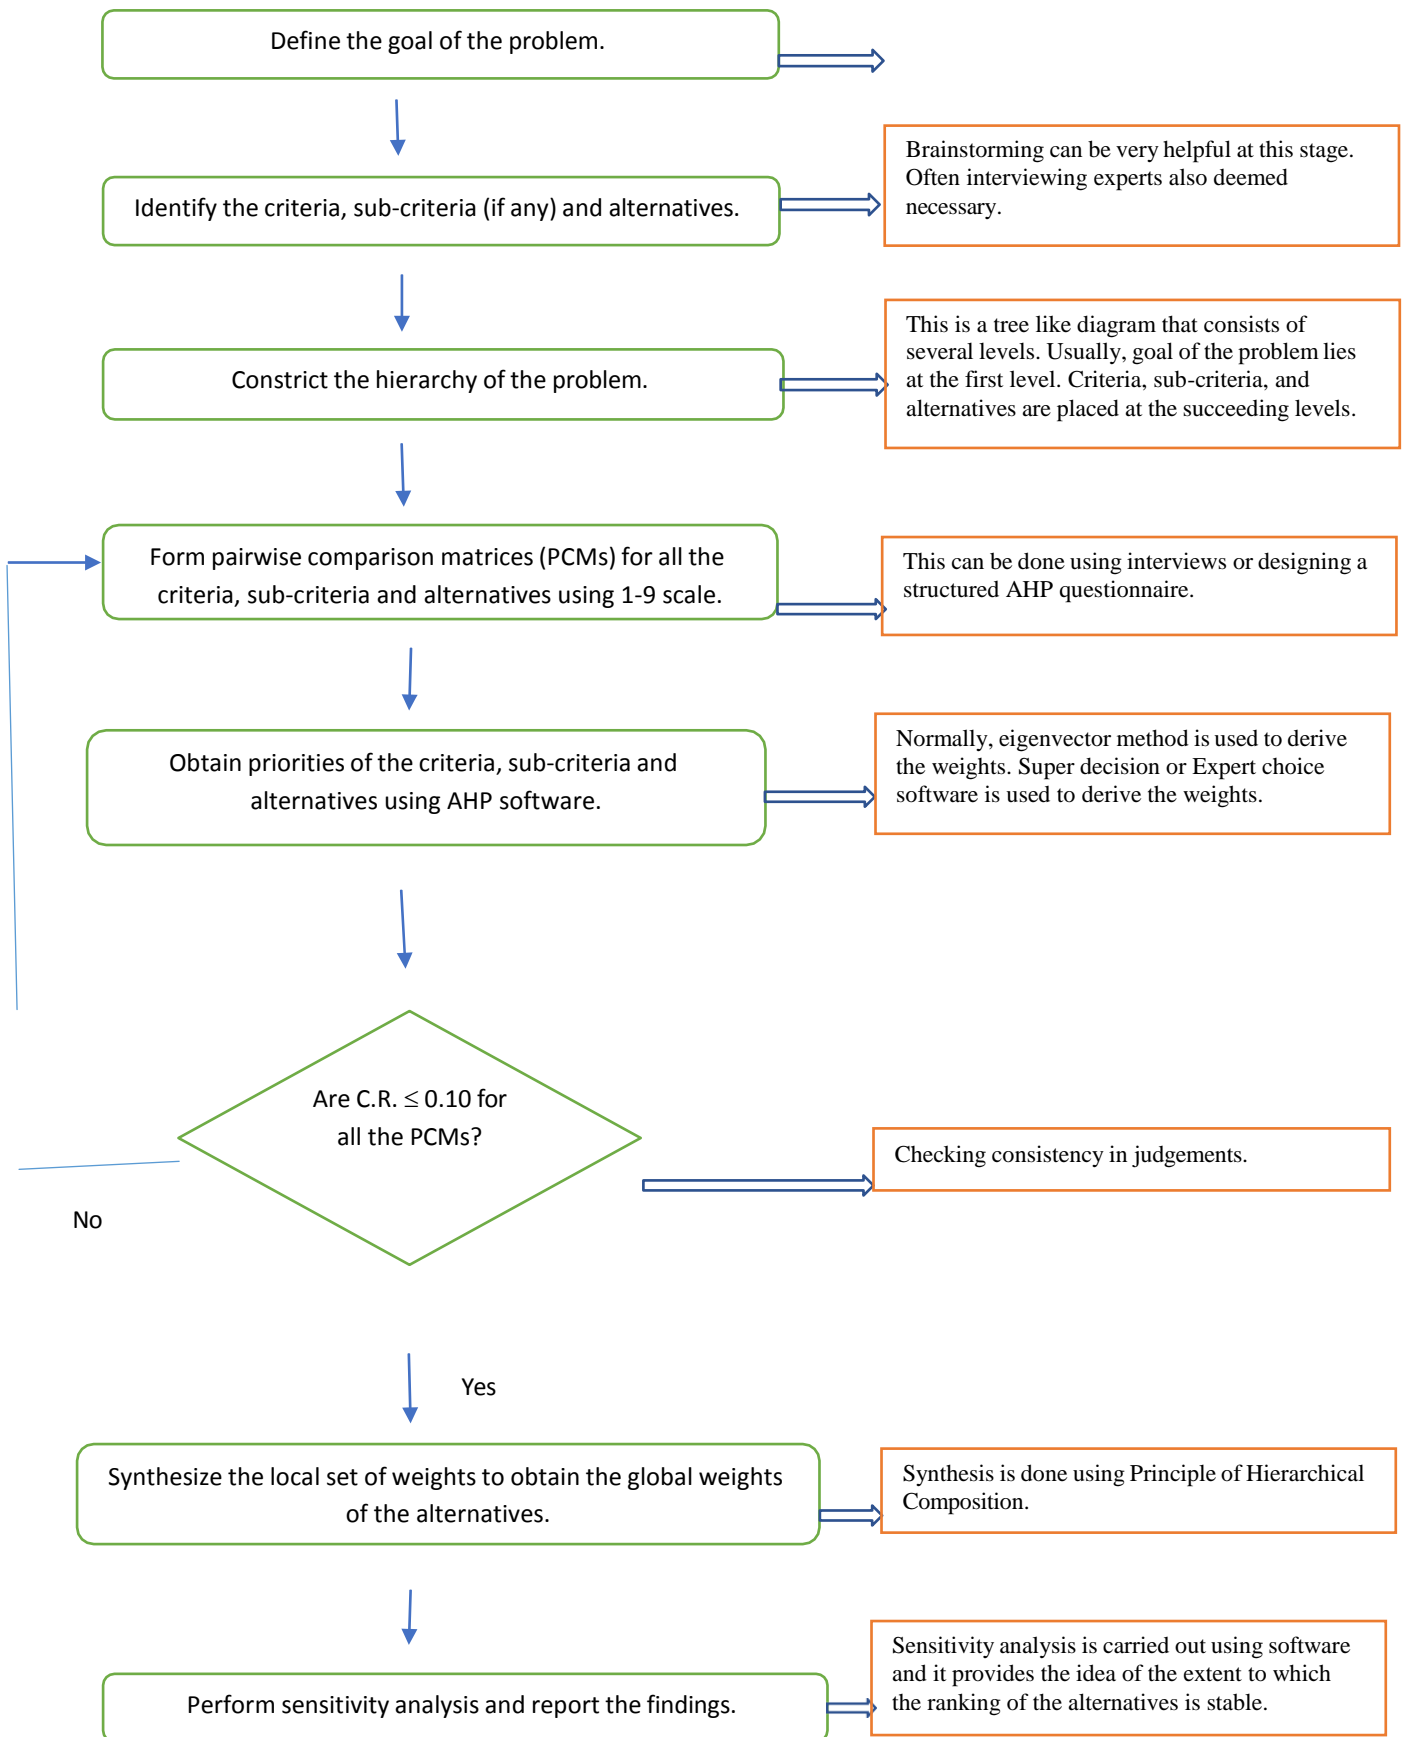 Define the goal of the problem.
Brainstorming can be very helpful at this stage.
Often interviewing experts also deemed
necessary.
Identify the criteria, sub-criteria (if any) and alternatives.
This is a tree like diagram that consists of
several levels. Usually, goal of the problem lies
at the first level. Criteria, sub-criteria, and
alternatives are placed at the succeeding levels.
Constrict the hierarchy of the problem.
Form pairwise comparison matrices (PCMs) for all the
criteria, sub-criteria and alternatives using 1-9 scale.
This can be done using interviews or designing a
structured AHP questionnaire.
Obtain priorities of the criteria, sub-criteria and
alternatives using AHP software.
Normally, eigenvector method is used to derive
the weights. Super decision or Expert choice
software is used to derive the weights.
Are C.R. ≤ 0.10 for
all the PCMs?
Checking consistency in judgements.
No
Yes
Synthesize the local set of weights to obtain the global weights
of the alternatives.
Synthesis is done using Principle of Hierarchical
Composition.
Perform sensitivity analysis and report the findings.
Sensitivity analysis is carried out using software
and it provides the idea of the extent to which
the ranking of the alternatives is stable.